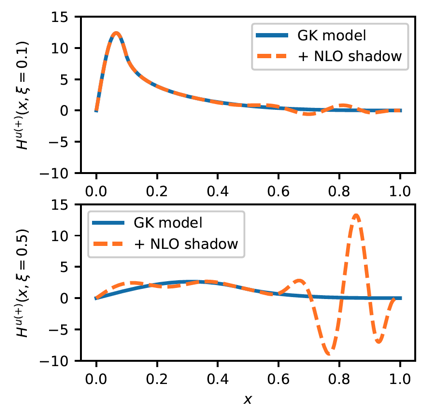 15
10
5
0
−5
−10
H^{u(+)}(x, ξ = 0.1)
GK model
+ NLO shadow
0.0 0.2 0.4 0.6 0.8 1.0
15
10
5
0
−5
−10
H^{u(+)}(x, ξ = 0.5)
GK model
+ NLO shadow
0.0 0.2 0.4 0.6 0.8 1.0
x